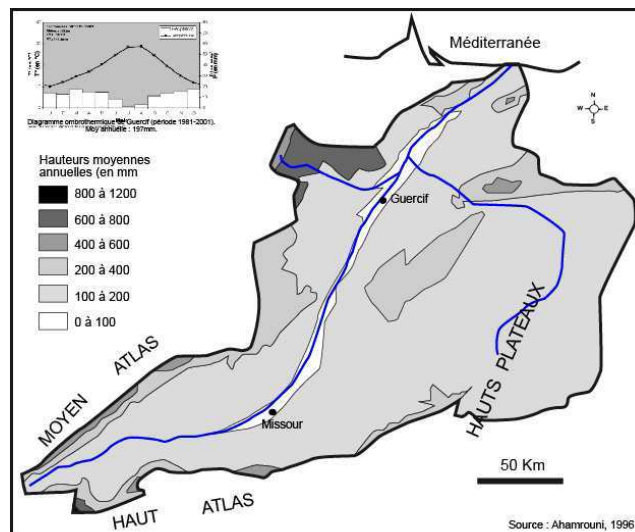 Méditerranée
Diagramme ombrothermique de Guercif (période 1981-2001).
Moy annuelle : 197mm.
N
W
E
S
Hauteurs moyennes
annuelles (en mm
800 à 1200
600 à 800
400 à 600
200 à 400
100 à 200
0 à 100
Guercif
MOYEN ATLAS
HAUTS PLATEAUX
Missour
HAUT ATLAS
50 Km
Source : Ahamrouni, 1996